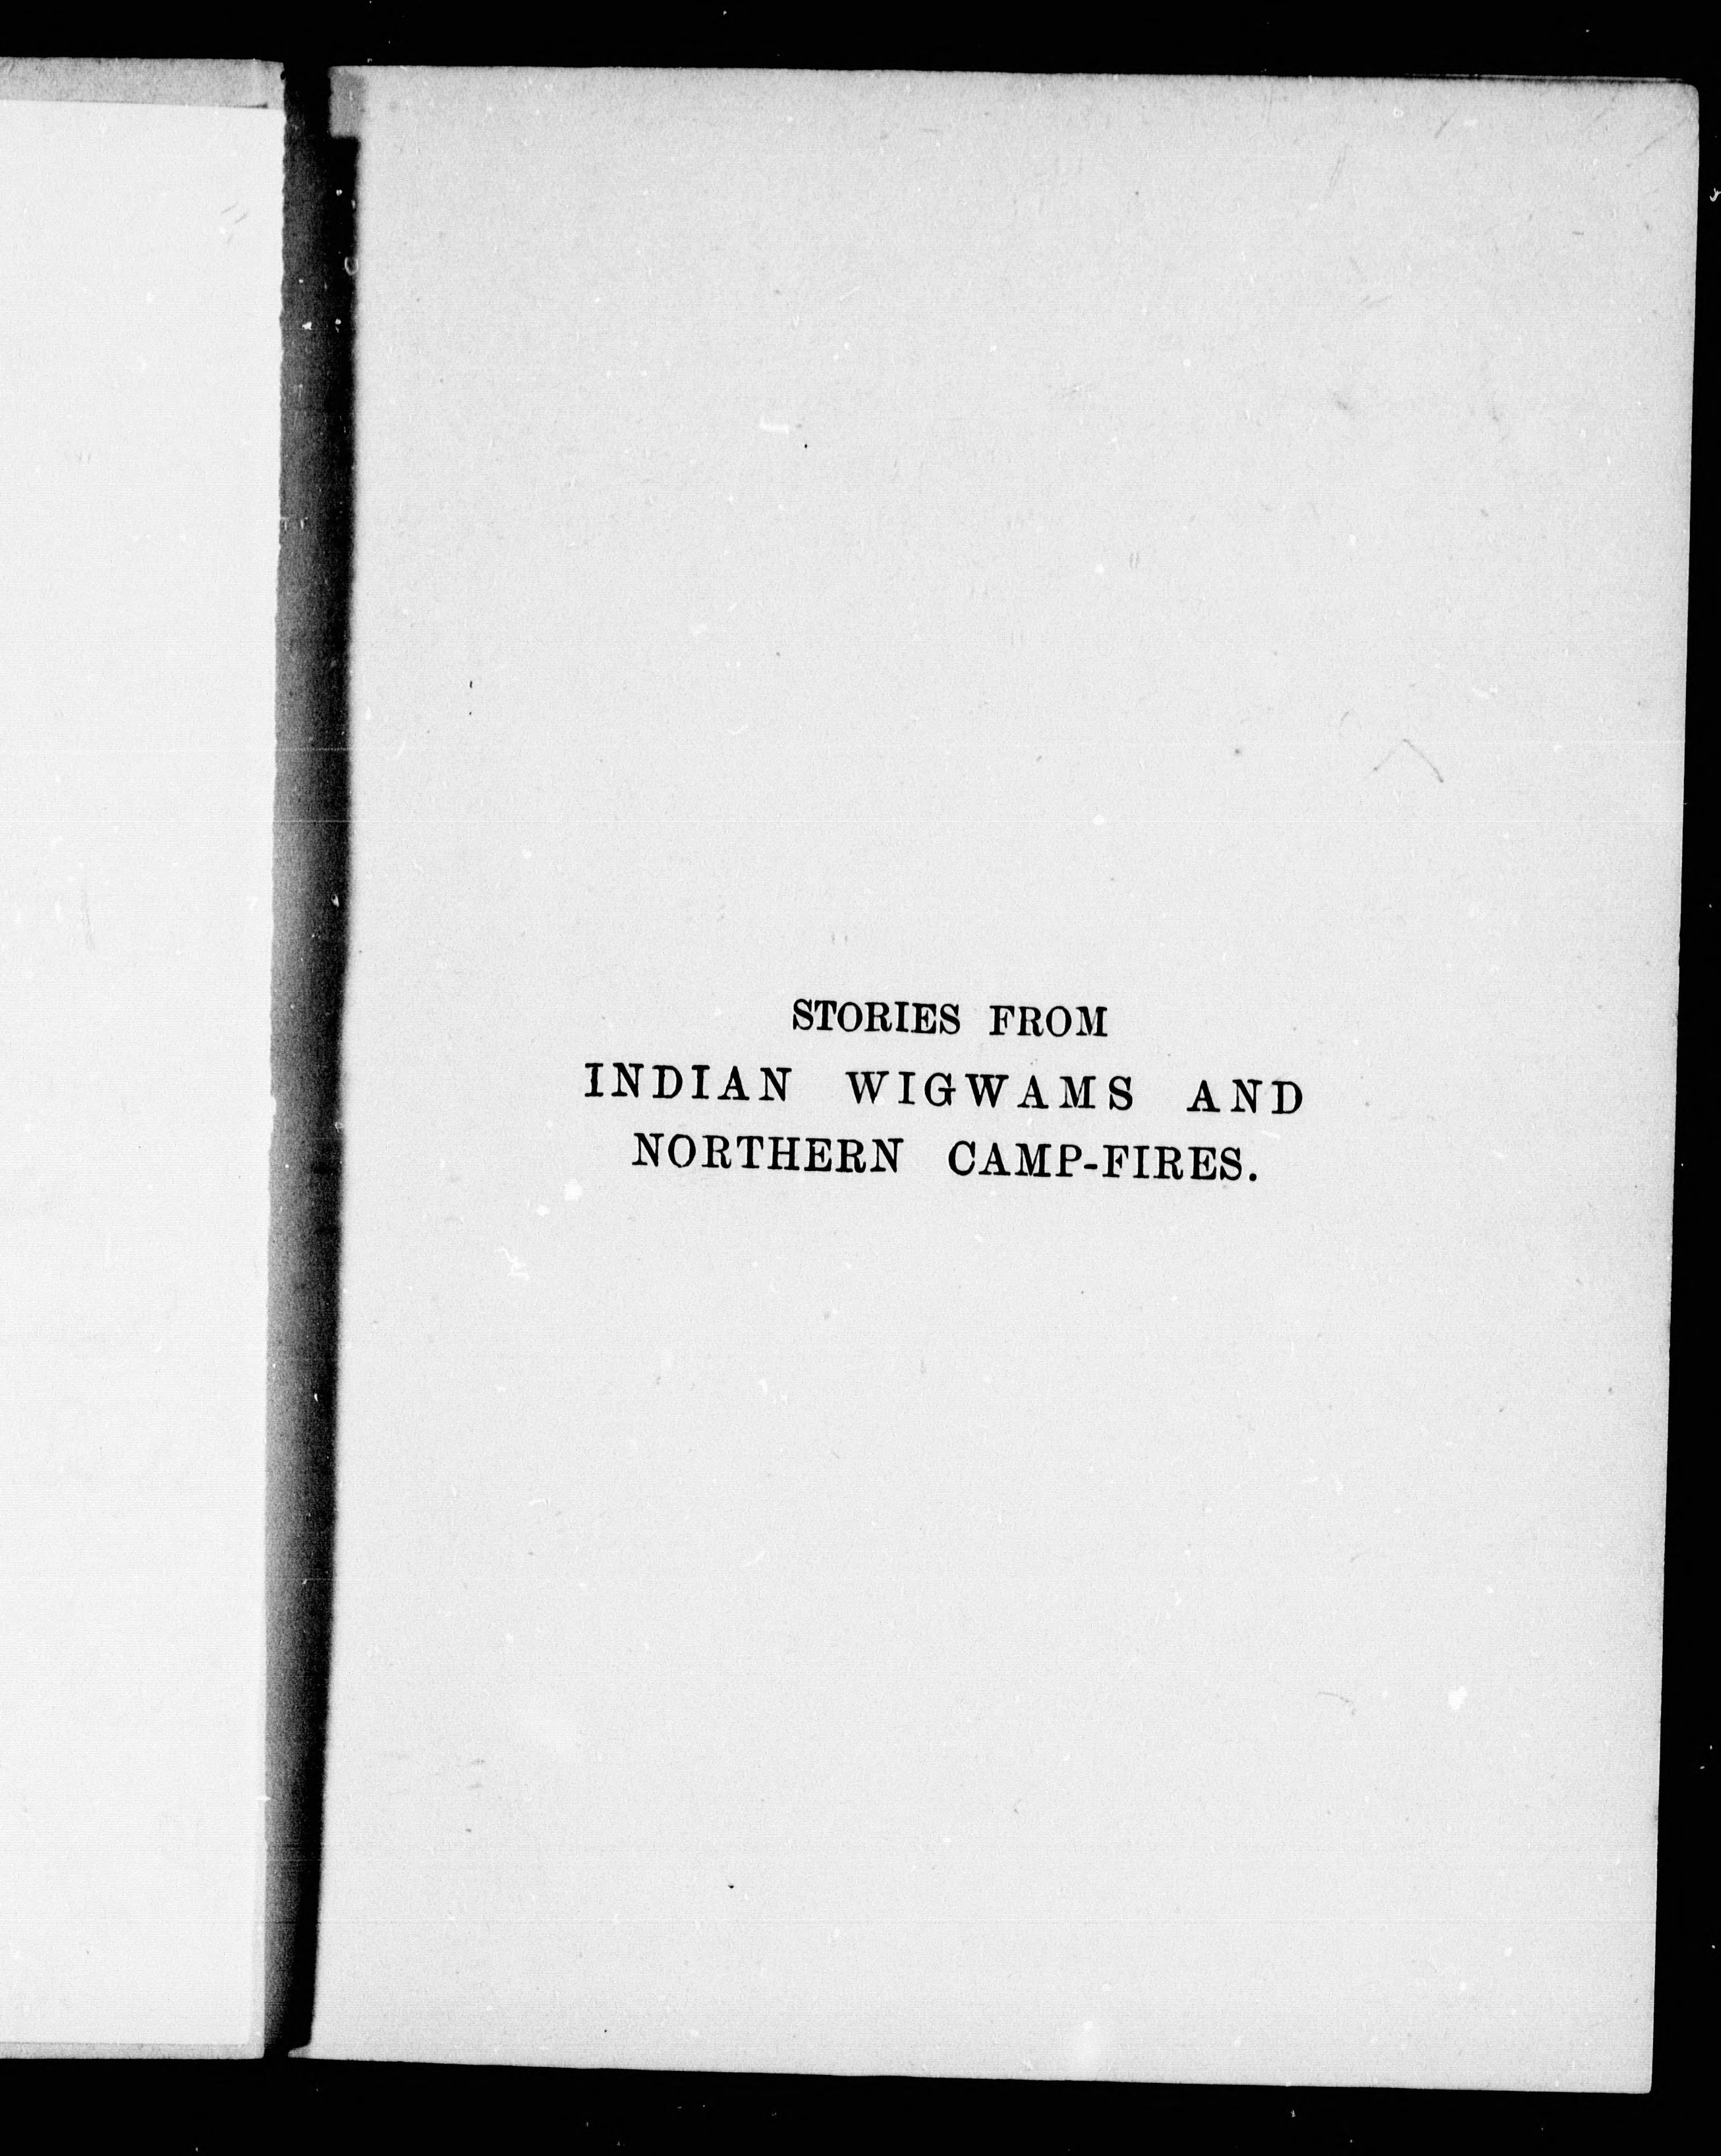 STORIES FROM
INDIAN WIGWAMS AND
NORTHERN CAMP-FIRES.